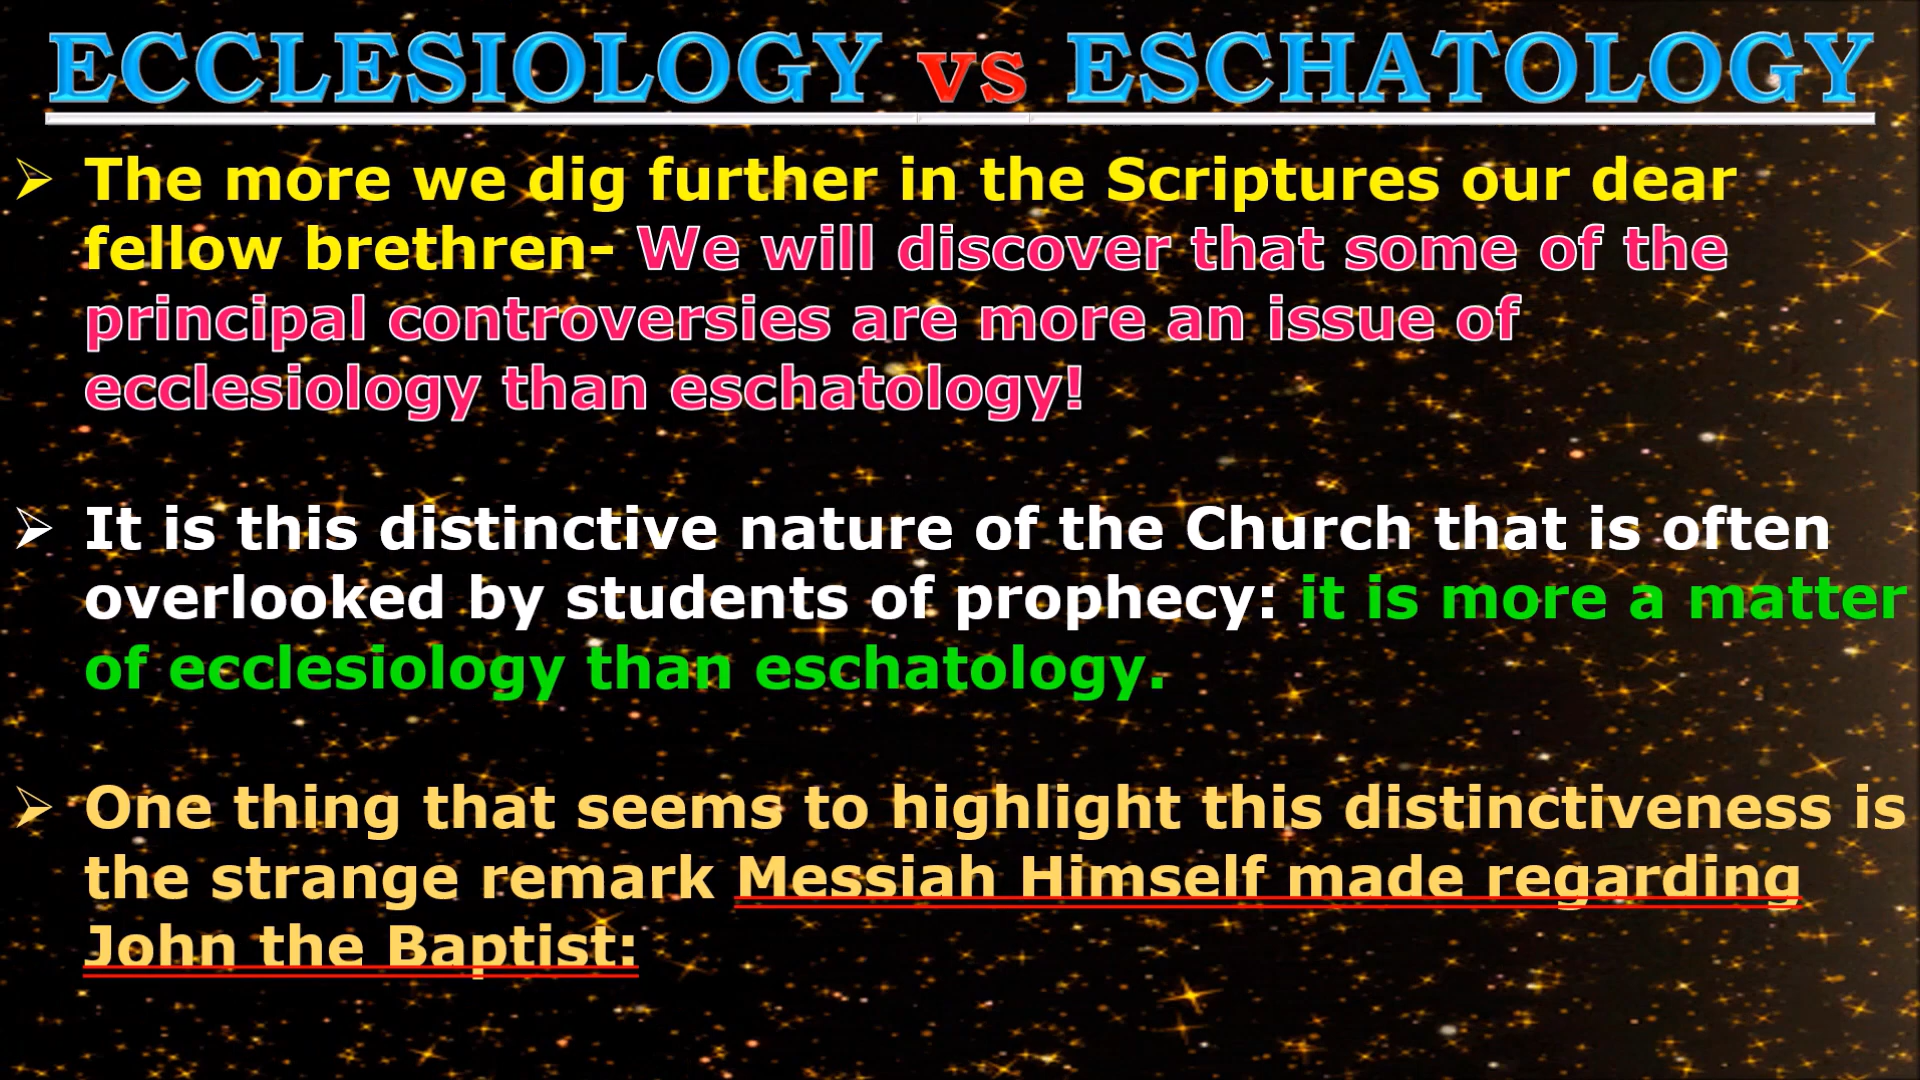 ECCLESIOLOGY vs ESCHATOLOGY
➢ The more we dig further in the Scriptures our dear
fellow brethren- We will discover that some of the
principal controversies are more an issue of
ecclesiology than eschatology!
➢ It is this distinctive nature of the Church that is often
overlooked by students of prophecy: it is more a matter
of ecclesiology than eschatology.
➢ One thing that seems to highlight this distinctiveness is
the strange remark Messiah Himself made regarding
John the Baptist: